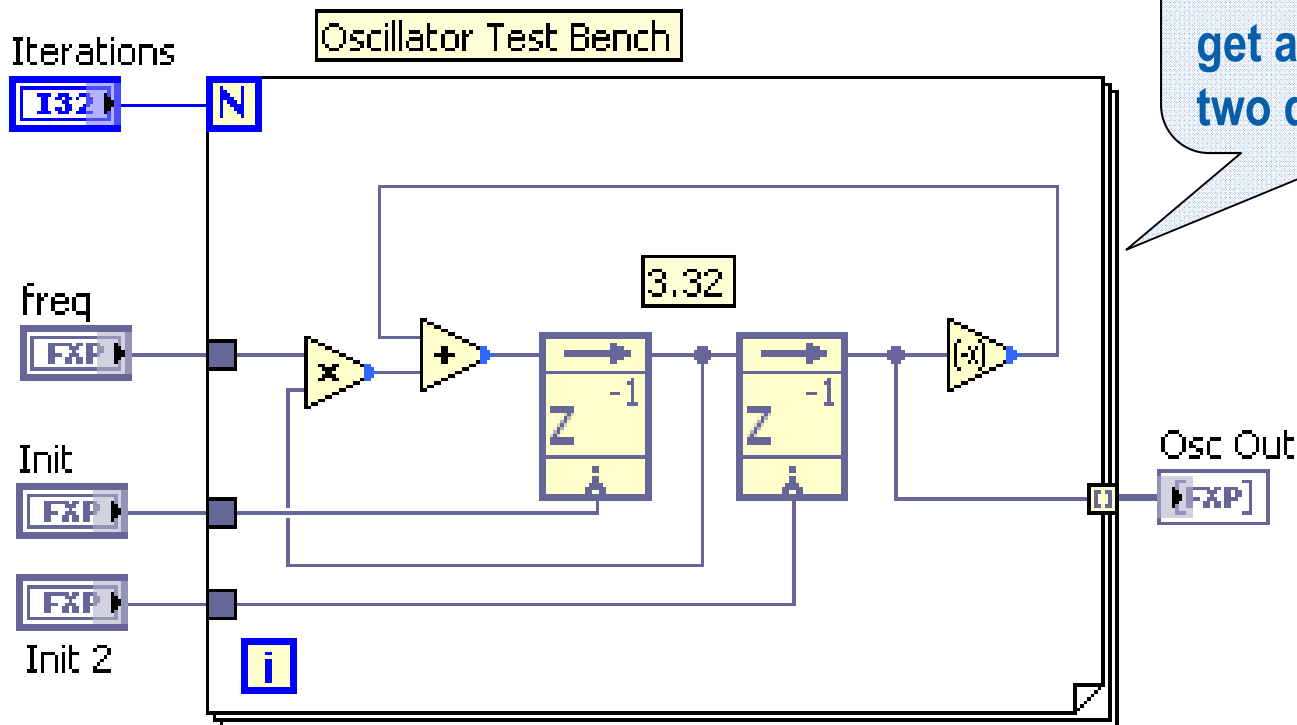 Oscillator Test Bench
get a
two
Iterations
I32
N
3.32
freq
FXP
x
+
(-x)
Z -1
Z -1
i
i
Init
FXP
Osc Out
[FXP]
[]
FXP
Init 2
i